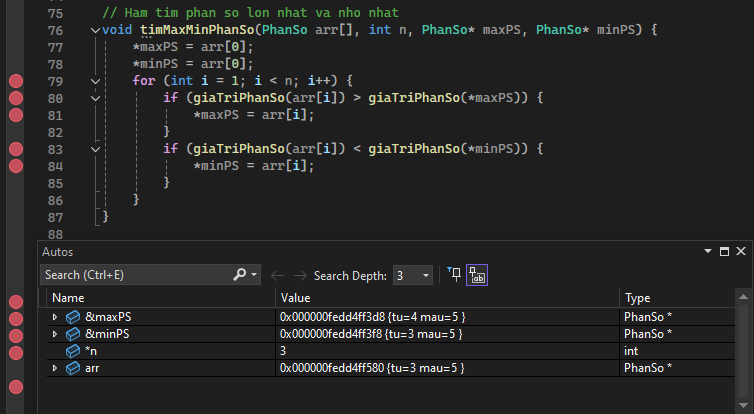 75 // Ham tim phan so lon nhat va nho nhat
76 void timMaxMinPhanSo(PhanSo arr[], int n, PhanSo* maxPS, PhanSo* minPS) {
77 *maxPS = arr[0];
78 *minPS = arr[0];
79 for (int i = 1; i < n; i++) {
80 if (giaTriPhanSo(arr[i]) > giaTriPhanSo(*maxPS)) {
81 *maxPS = arr[i];
82 }
83 if (giaTriPhanSo(arr[i]) < giaTriPhanSo(*minPS)) {
84 *minPS = arr[i];
85 }
86 }
87 }
88
Autos
Search (Ctrl+E) Search Depth: 3
Name Value Type
&maxPS 0x000000fedd4ff3d8 {tu=4 mau=5 } PhanSo *
&minPS 0x000000fedd4ff3f8 {tu=3 mau=5 } PhanSo *
*n 3 int
arr 0x000000fedd4ff580 {tu=3 mau=5 } PhanSo *